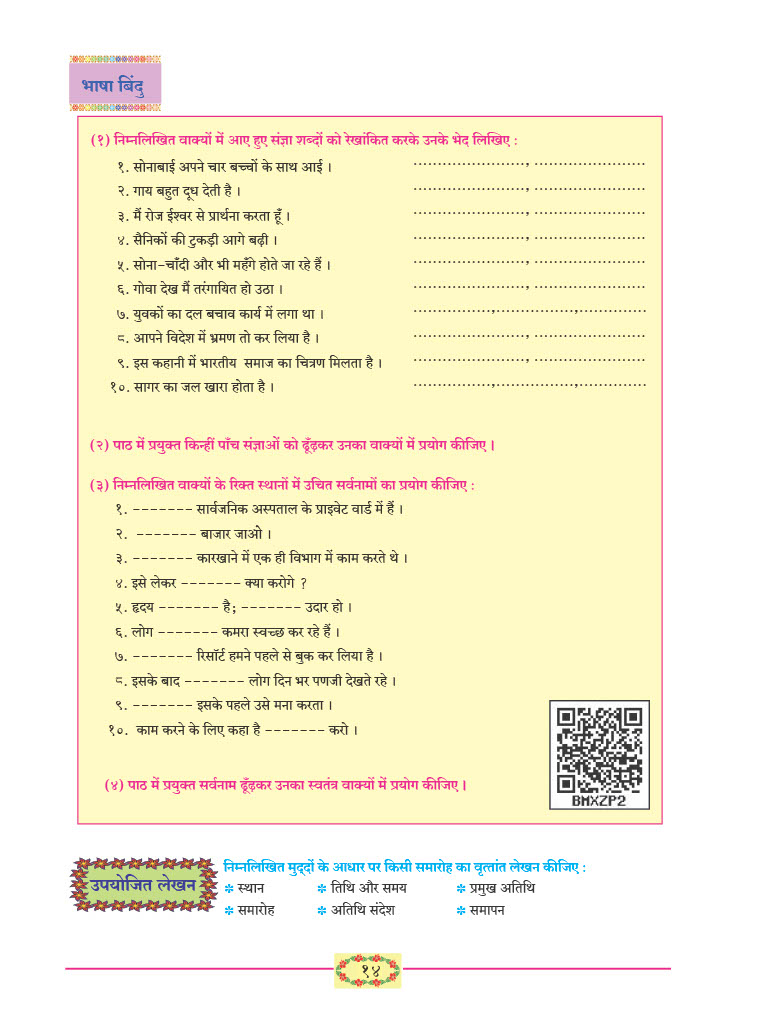 भाषा बिंदु
(१) निम्नलिखित वाक्यों में आए हुए संज्ञा शब्दों को रेखांकित करके उनके भेद लिखिए :
१. सोनाबाई अपने चार बच्चों के साथ आई । ......................., .......................
२. गाय बहुत दूध देती है । ......................., .......................
३. मैं रोज ईश्वर से प्रार्थना करता हूँ । ......................., .......................
४. सैनिकों की टुकड़ी आगे बढ़ी । ......................., .......................
५. सोना-चाँदी और भी महँगे होते जा रहे हैं । ......................., .......................
६. गोवा देख मैं तरंगायित हो उठा । ......................., .......................
७. युवकों का दल बचाव कार्य में लगा था । ................,................,..............
८. आपने विदेश में भ्रमण तो कर लिया है । ......................., .......................
९. इस कहानी में भारतीय समाज का चित्रण मिलता है । ......................., .......................
१०. सागर का जल खारा होता है । ................,................,..............
(२) पाठ में प्रयुक्त किन्हीं पाँच संज्ञाओं को ढूँढ़कर उनका वाक्यों में प्रयोग कीजिए ।
(३) निम्नलिखित वाक्यों के रिक्त स्थानों में उचित सर्वनामों का प्रयोग कीजिए :
१. ------- सार्वजनिक अस्पताल के प्राइवेट वार्ड में हैं ।
२. ------- बाजार जाओ ।
३. ------- कारखाने में एक ही विभाग में काम करते थे ।
४. इसे लेकर ------- क्या करोगे ?
५. हृदय ------- है; ------- उदार हो ।
६. लोग ------- कमरा स्वच्छ कर रहे हैं ।
७. ------- रिसॉर्ट हमने पहले से बुक कर लिया है ।
८. इसके बाद ------- लोग दिन भर पणजी देखते रहे ।
९. ------- इसके पहले उसे मना करता ।
१०. काम करने के लिए कहा है ------- करो ।
BMXZP2
(४) पाठ में प्रयुक्त सर्वनाम ढूँढ़कर उनका स्वतंत्र वाक्यों में प्रयोग कीजिए ।
उपयोजित लेखन
निम्नलिखित मुद्दों के आधार पर किसी समारोह का वृत्तांत लेखन कीजिए :
✽ स्थान ✽ तिथि और समय ✽ प्रमुख अतिथि
✽ समारोह ✽ अतिथि संदेश ✽ समापन
१४